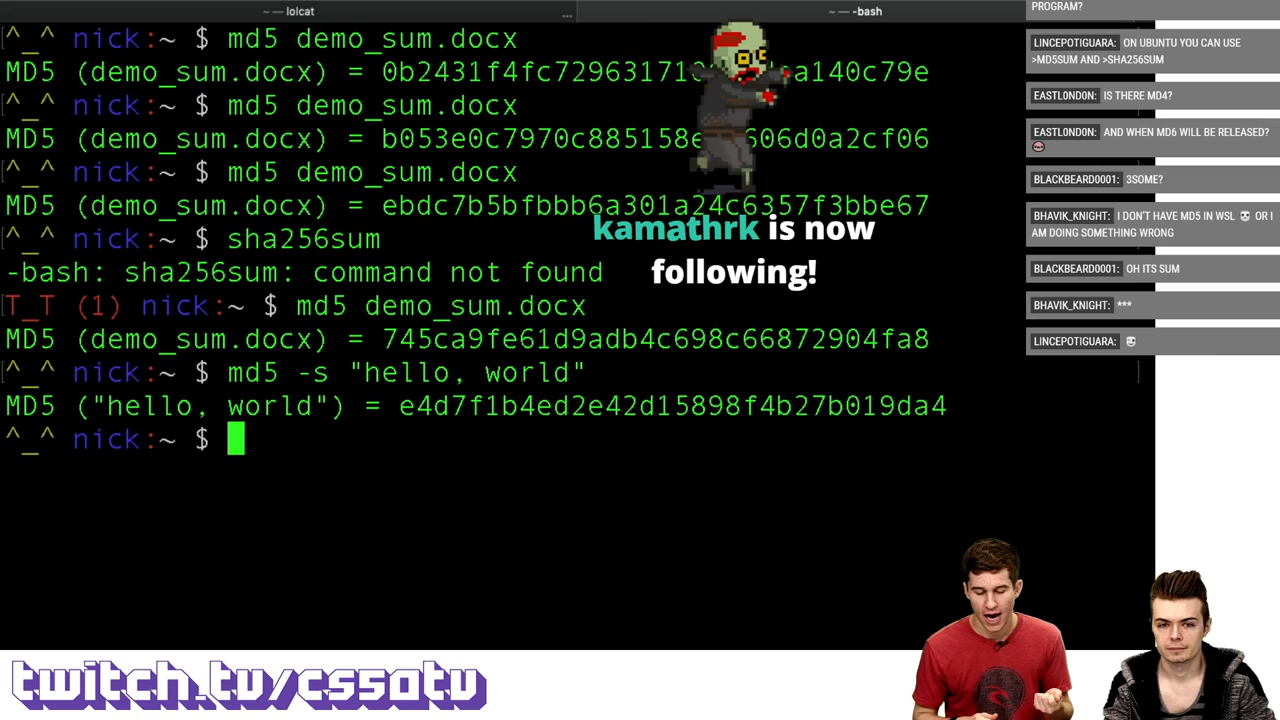 ~ — lolcat
...
~ — -bash
^_^ nick:~ $ md5 demo_sum.docx
MD5 (demo_sum.docx) = 0b2431f4fc7296317 a140c79e
^_^ nick:~ $ md5 demo_sum.docx
MD5 (demo_sum.docx) = b053e0c7970c885158e 606d0a2cf06
^_^ nick:~ $ md5 demo_sum.docx
MD5 (demo_sum.docx) = ebdc7b5bfbbb6a301a24c6357f3bbe67
^_^ nick:~ $ sha256sum
-bash: sha256sum: command not found
T_T (1) nick:~ $ md5 demo_sum.docx
MD5 (demo_sum.docx) = 745ca9fe61d9adb4c698c66872904fa8
^_^ nick:~ $ md5 -s "hello, world"
MD5 ("hello, world") = e4d7f1b4ed2e42d15898f4b27b019da4
^_^ nick:~ $
kamathrk is now
following!
PROGRAM?
LINCEPOTIGUARA: ON UBUNTU YOU CAN USE
>MD5SUM AND >SHA256SUM
EASTL0ND0N: IS THERE MD4?
EASTL0ND0N: AND WHEN MD6 WILL BE RELEASED?
BLACKBEARD0001: 3SOME?
BHAVIK_KNIGHT: I DON'T HAVE MD5 IN WSL OR I
AM DOING SOMETHING WRONG
BLACKBEARD0001: OH ITS SUM
BHAVIK_KNIGHT: ***
LINCEPOTIGUARA:
twitch.tv/cs50tv